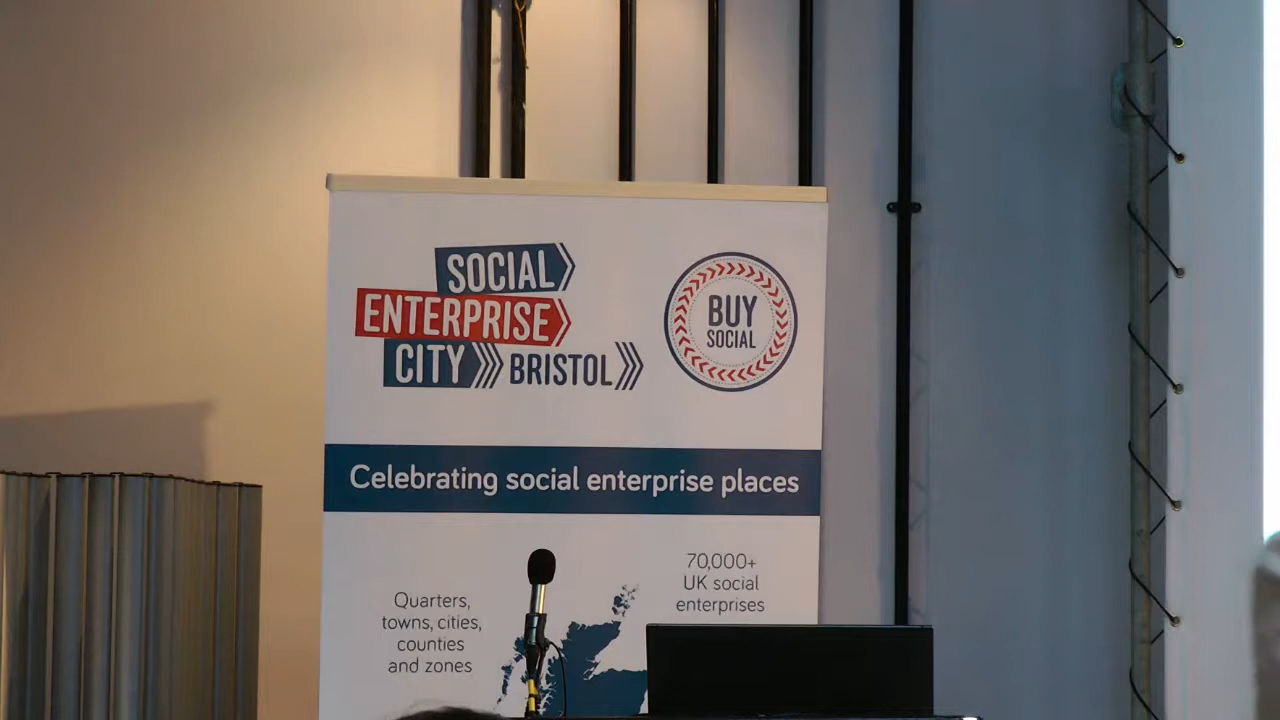 SOCIAL
ENTERPRISE
CITY BRISTOL
BUY
SOCIAL
Celebrating social enterprise places
Quarters,
towns, cities,
counties
and zones
70,000+
UK social
enterprises